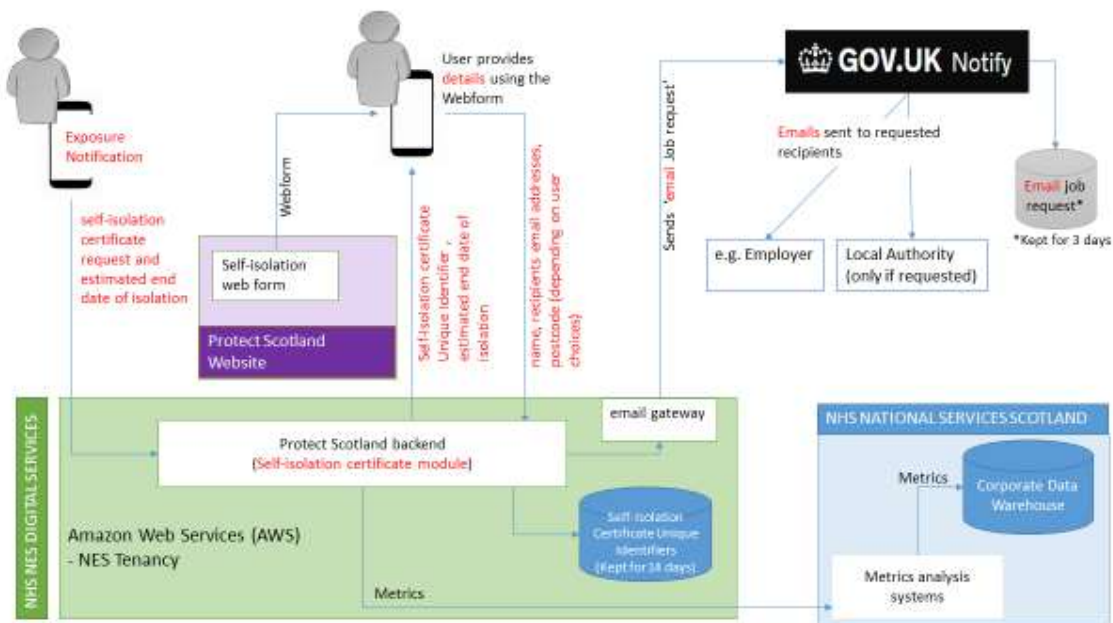 Exposure
Notification
self-isolation
certificate
request and
estimated end
date of isolation
Webform
Self-isolation
web form
Protect Scotland
Website
User provides
details using the
Webform
Self-Isolation certificate
Unique Identifier ,
estimated end date of
isolation
name, recipients email addresses,
postcode (depending on user
choices)
Sends 'email Job request'
GOV.UK Notify
Emails sent to requested
recipients
e.g. Employer
Local Authority
(only if requested)
Email job
request*
*Kept for 3 days
NHS NES DIGITAL SERVICES
email gateway
Protect Scotland backend
(Self-isolation certificate module)
Amazon Web Services (AWS)
- NES Tenancy
Self-Isolation
Certificate Unique
Identifiers
(Kept for 14 days)
Metrics
NHS NATIONAL SERVICES SCOTLAND
Metrics
Corporate Data
Warehouse
Metrics analysis
systems